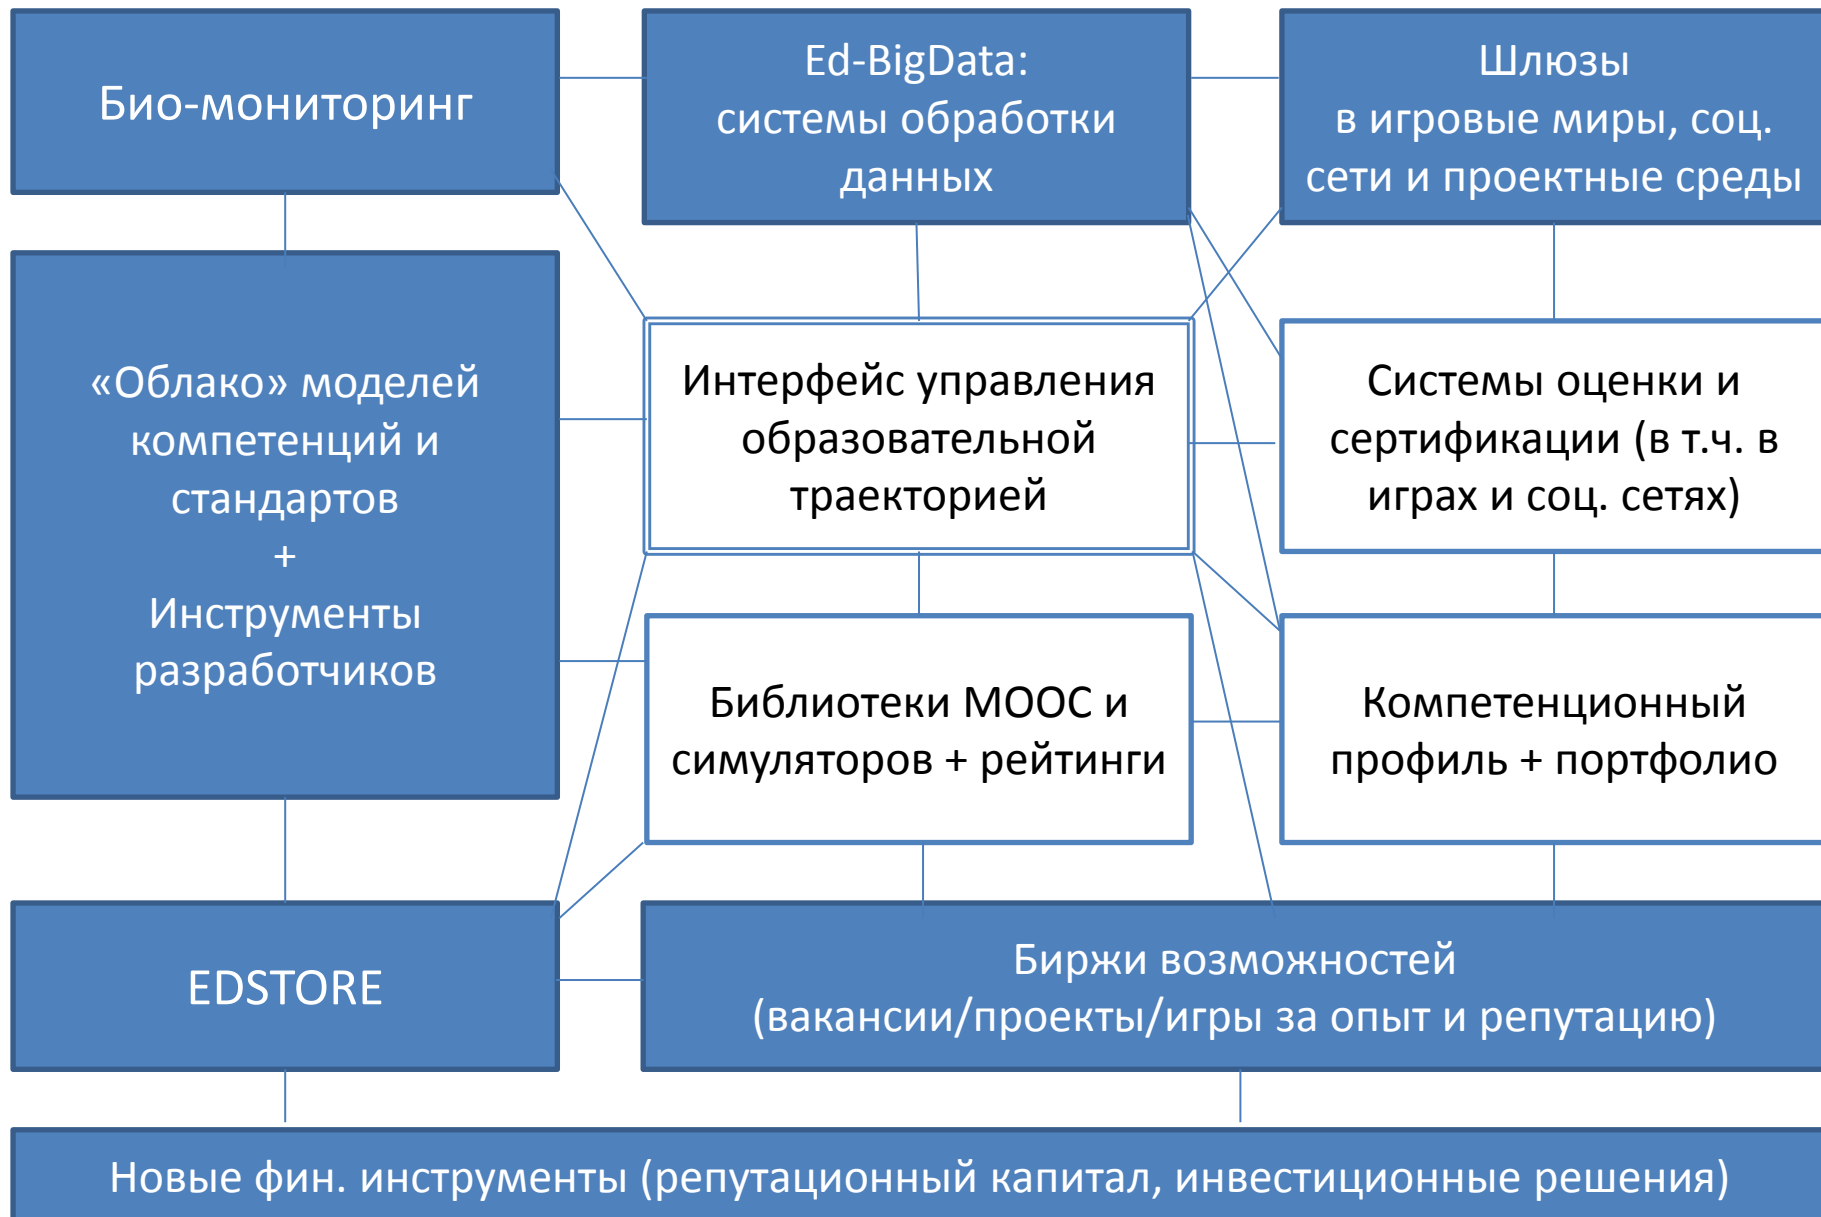 Био-мониторинг
Ed-BigData:
системы обработки
данных
Шлюзы
в игровые миры, соц.
сети и проектные среды
«Облако» моделей
компетенций и
стандартов
+
Инструменты
разработчиков
Интерфейс управления
образовательной
траекторией
Системы оценки и
сертификации (в т.ч. в
играх и соц. сетях)
Библиотеки МООС и
симуляторов + рейтинги
Компетенционный
профиль + портфолио
EDSTORE
Биржи возможностей
(вакансии/проекты/игры за опыт и репутацию)
Новые фин. инструменты (репутационный капитал, инвестиционные решения)